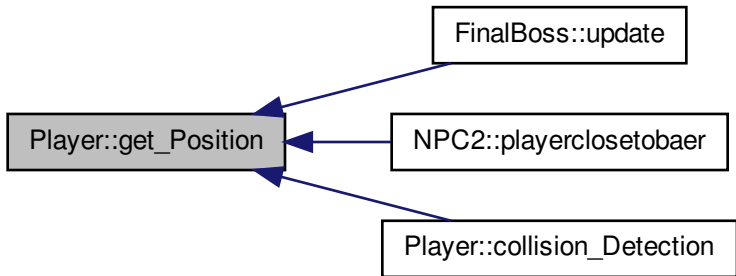 FinalBoss::update
Player::get_Position
NPC2::playerclosetobaer
Player::collision_Detection